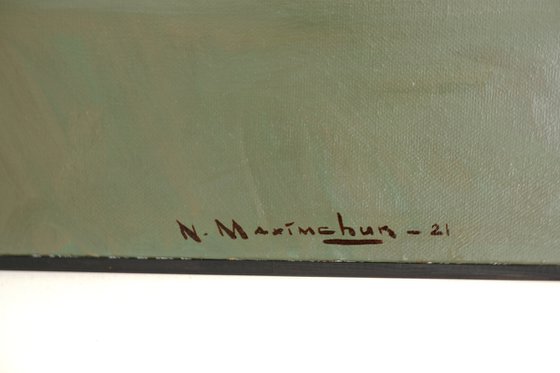 N. Maximchuk - 21